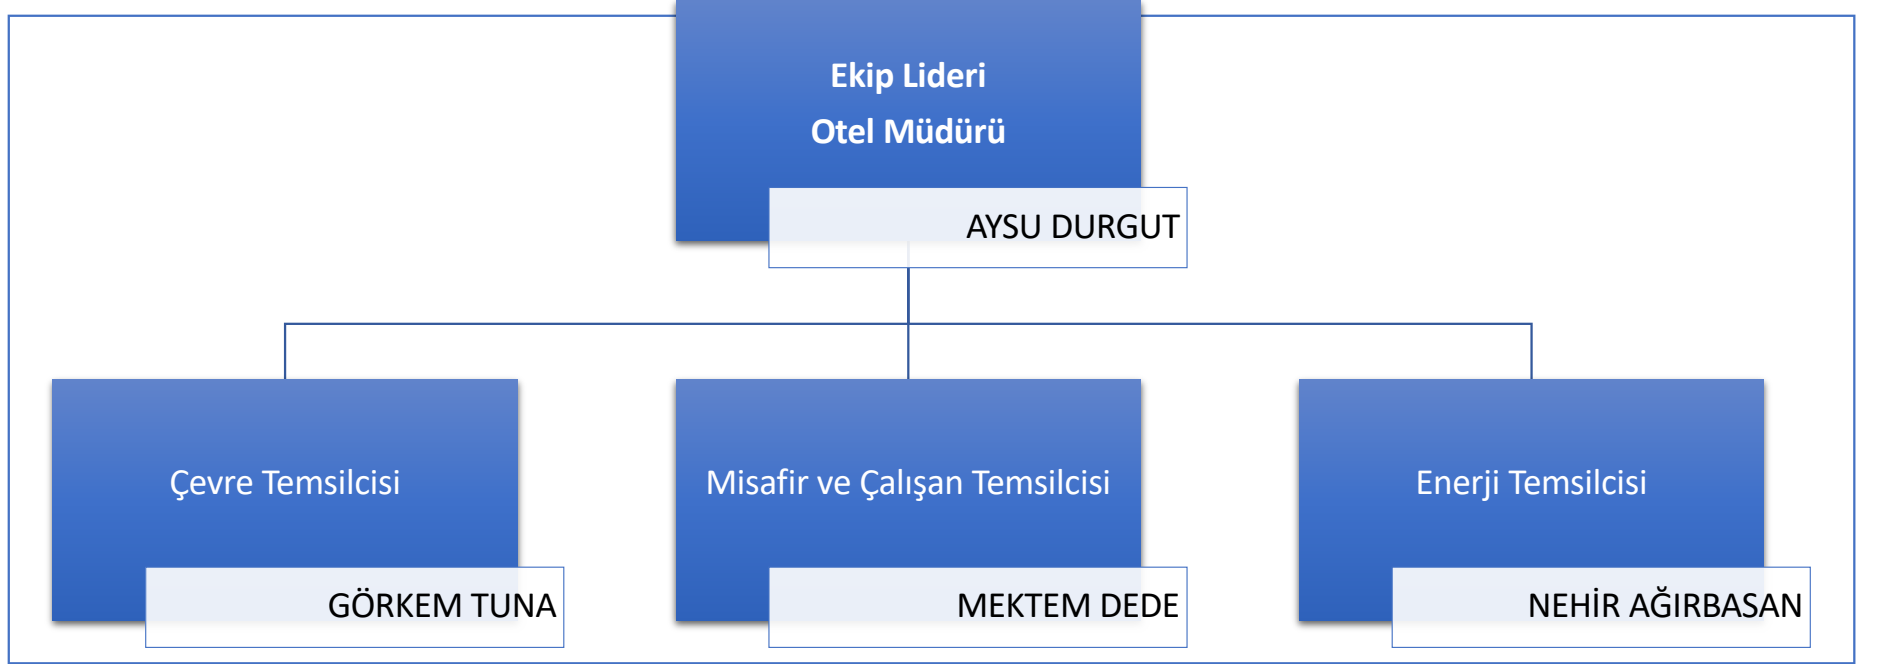 Ekip Lideri
Otel Müdürü
AYSU DURGUT
Çevre Temsilcisi
GÖRKEM TUNA
Misafir ve Çalışan Temsilcisi
MEKTEM DEDE
Enerji Temsilcisi
NEHİR AĞIRBASAN